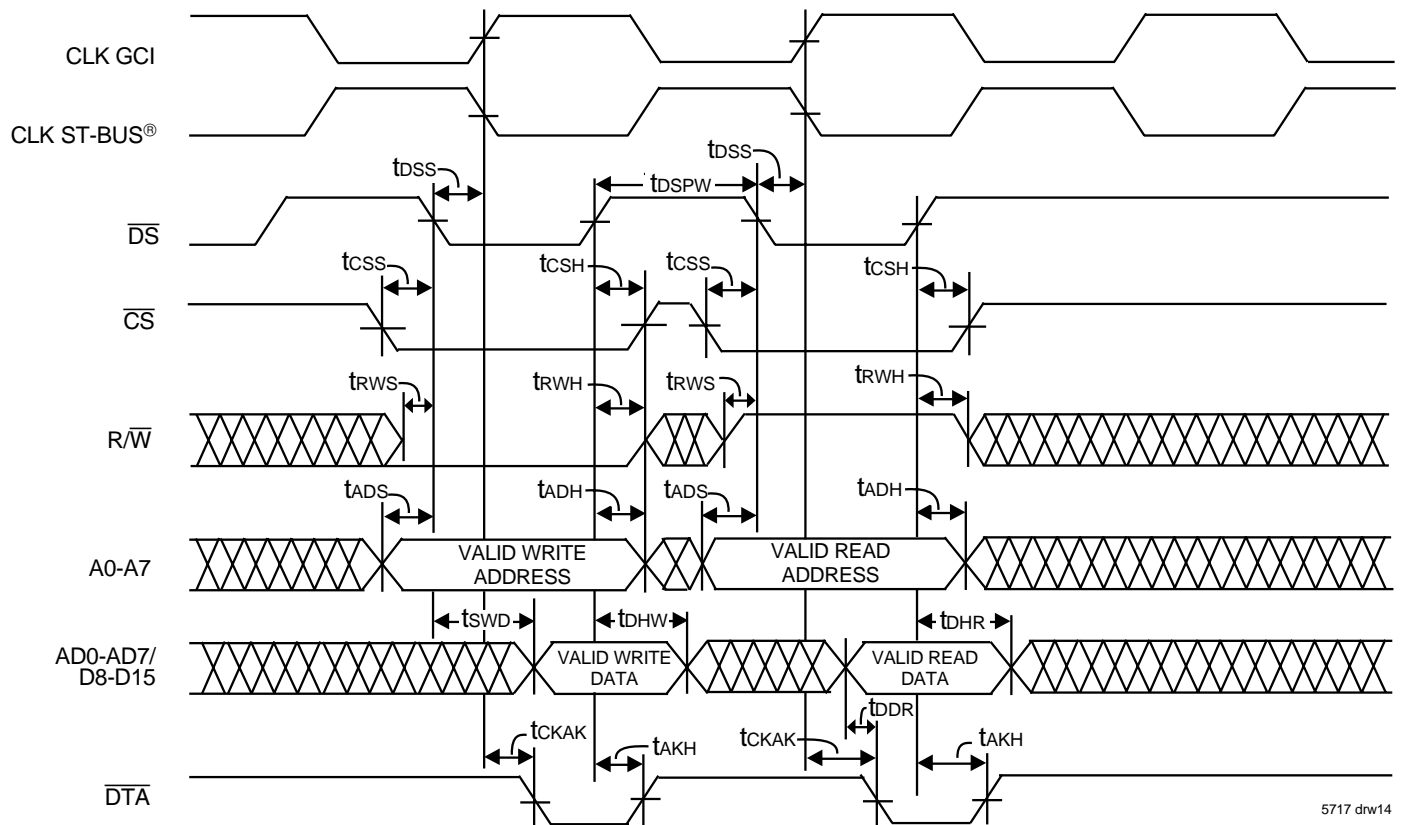 CLK GCI
CLK ST-BUS®
tDSS
tDSS
tDSPW
DS
tCSS
tCSH
tCSS
tCSH
CS
tRWS
tRWH
tRWS
tRWH
R/W
tADS
tADH
tADS
tADH
A0-A7
VALID WRITE
ADDRESS
VALID READ
ADDRESS
tSWD
tDHW
tDHR
AD0-AD7/
D8-D15
VALID WRITE
DATA
VALID READ
DATA
tDDR
tCKAK
tAKH
tCKAK
tAKH
DTA
5717 drw14